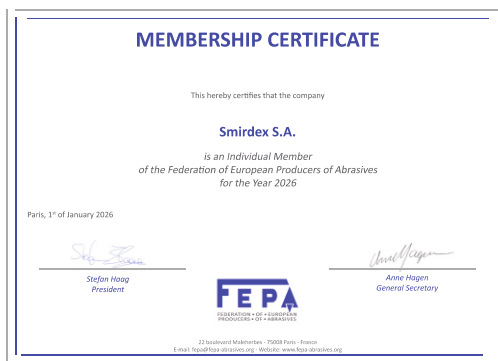 MEMBERSHIP CERTIFICATE
This hereby certifies that the company
Smirdex S.A.
is an Individual Member
of the Federation of European Producers of Abrasives
for the Year 2026
Paris, 1st of January 2026
Stefan Haag
President
Anne Hagen
General Secretary
FEPA
FEDERATION • OF • EUROPEAN
PRODUCERS • OF • ABRASIVES
22 boulevard Malesherbes - 75008 Paris - France
E-mail: fepa@fepa-abrasives.org - Website: www.fepa-abrasives.org